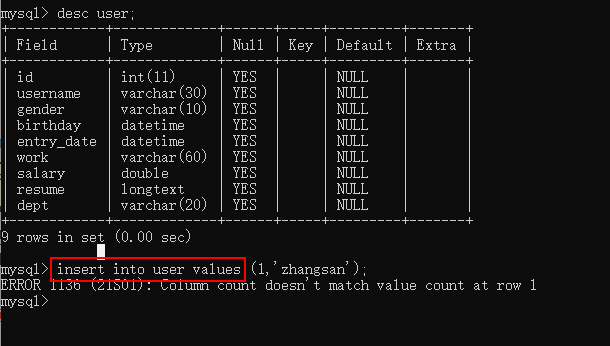 mysql> desc user;
+------------+-------------+------+-----+---------+-------+
| Field      | Type        | Null | Key | Default | Extra |
+------------+-------------+------+-----+---------+-------+
| id         | int(11)     | YES  |     | NULL    |       |
| username   | varchar(30) | YES  |     | NULL    |       |
| gender     | varchar(10) | YES  |     | NULL    |       |
| birthday   | datetime    | YES  |     | NULL    |       |
| entry_date | datetime    | YES  |     | NULL    |       |
| work       | varchar(60) | YES  |     | NULL    |       |
| salary     | double      | YES  |     | NULL    |       |
| resume     | longtext    | YES  |     | NULL    |       |
| dept       | varchar(20) | YES  |     | NULL    |       |
+------------+-------------+------+-----+---------+-------+
9 rows in set (0.00 sec)
mysql> insert into user values (1,'zhangsan');
ERROR 1136 (21S01): Column count doesn't match value count at row 1
mysql>